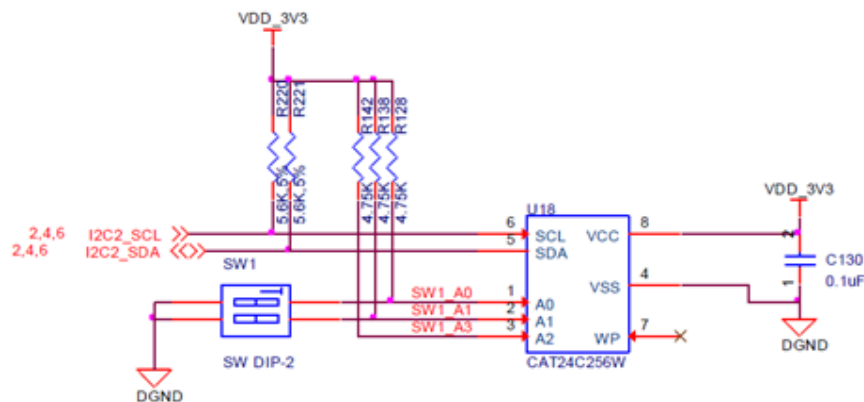 VDD_3V3
R220
R221
R142
R138
R128
5.6K,5%
5.6K,5%
4.75K
4.75K
4.75K
U18
VDD_3V3
2,4,6 I2C2_SCL
6 SCL VCC 8
2,4,6 I2C2_SDA
5 SDA
2
C130
SW1
4 VSS
0.1uF
1
SW1_A0 1 A0
SW1_A1 2 A1
SW1_A3 3 A2
WP 7
DGND
SW DIP-2
CAT24C256W
DGND